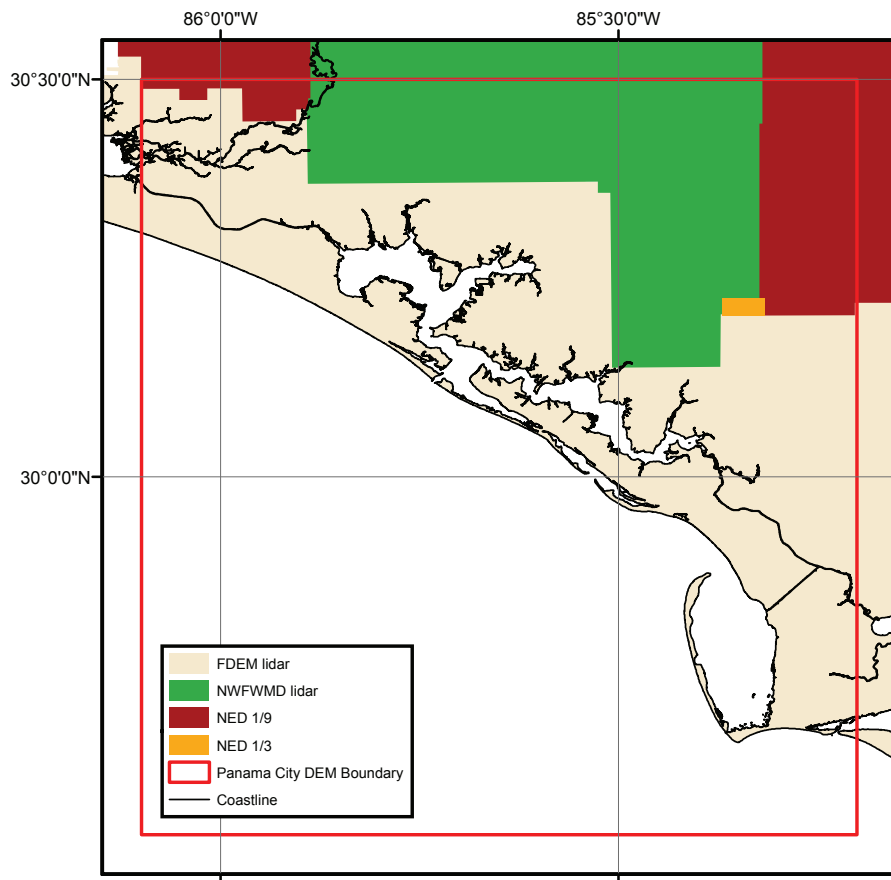 86°0'0"W 85°30'0"W
30°30'0"N
30°0'0"N
FDEM lidar
NWFWMD lidar
NED 1/9
NED 1/3
Panama City DEM Boundary
Coastline